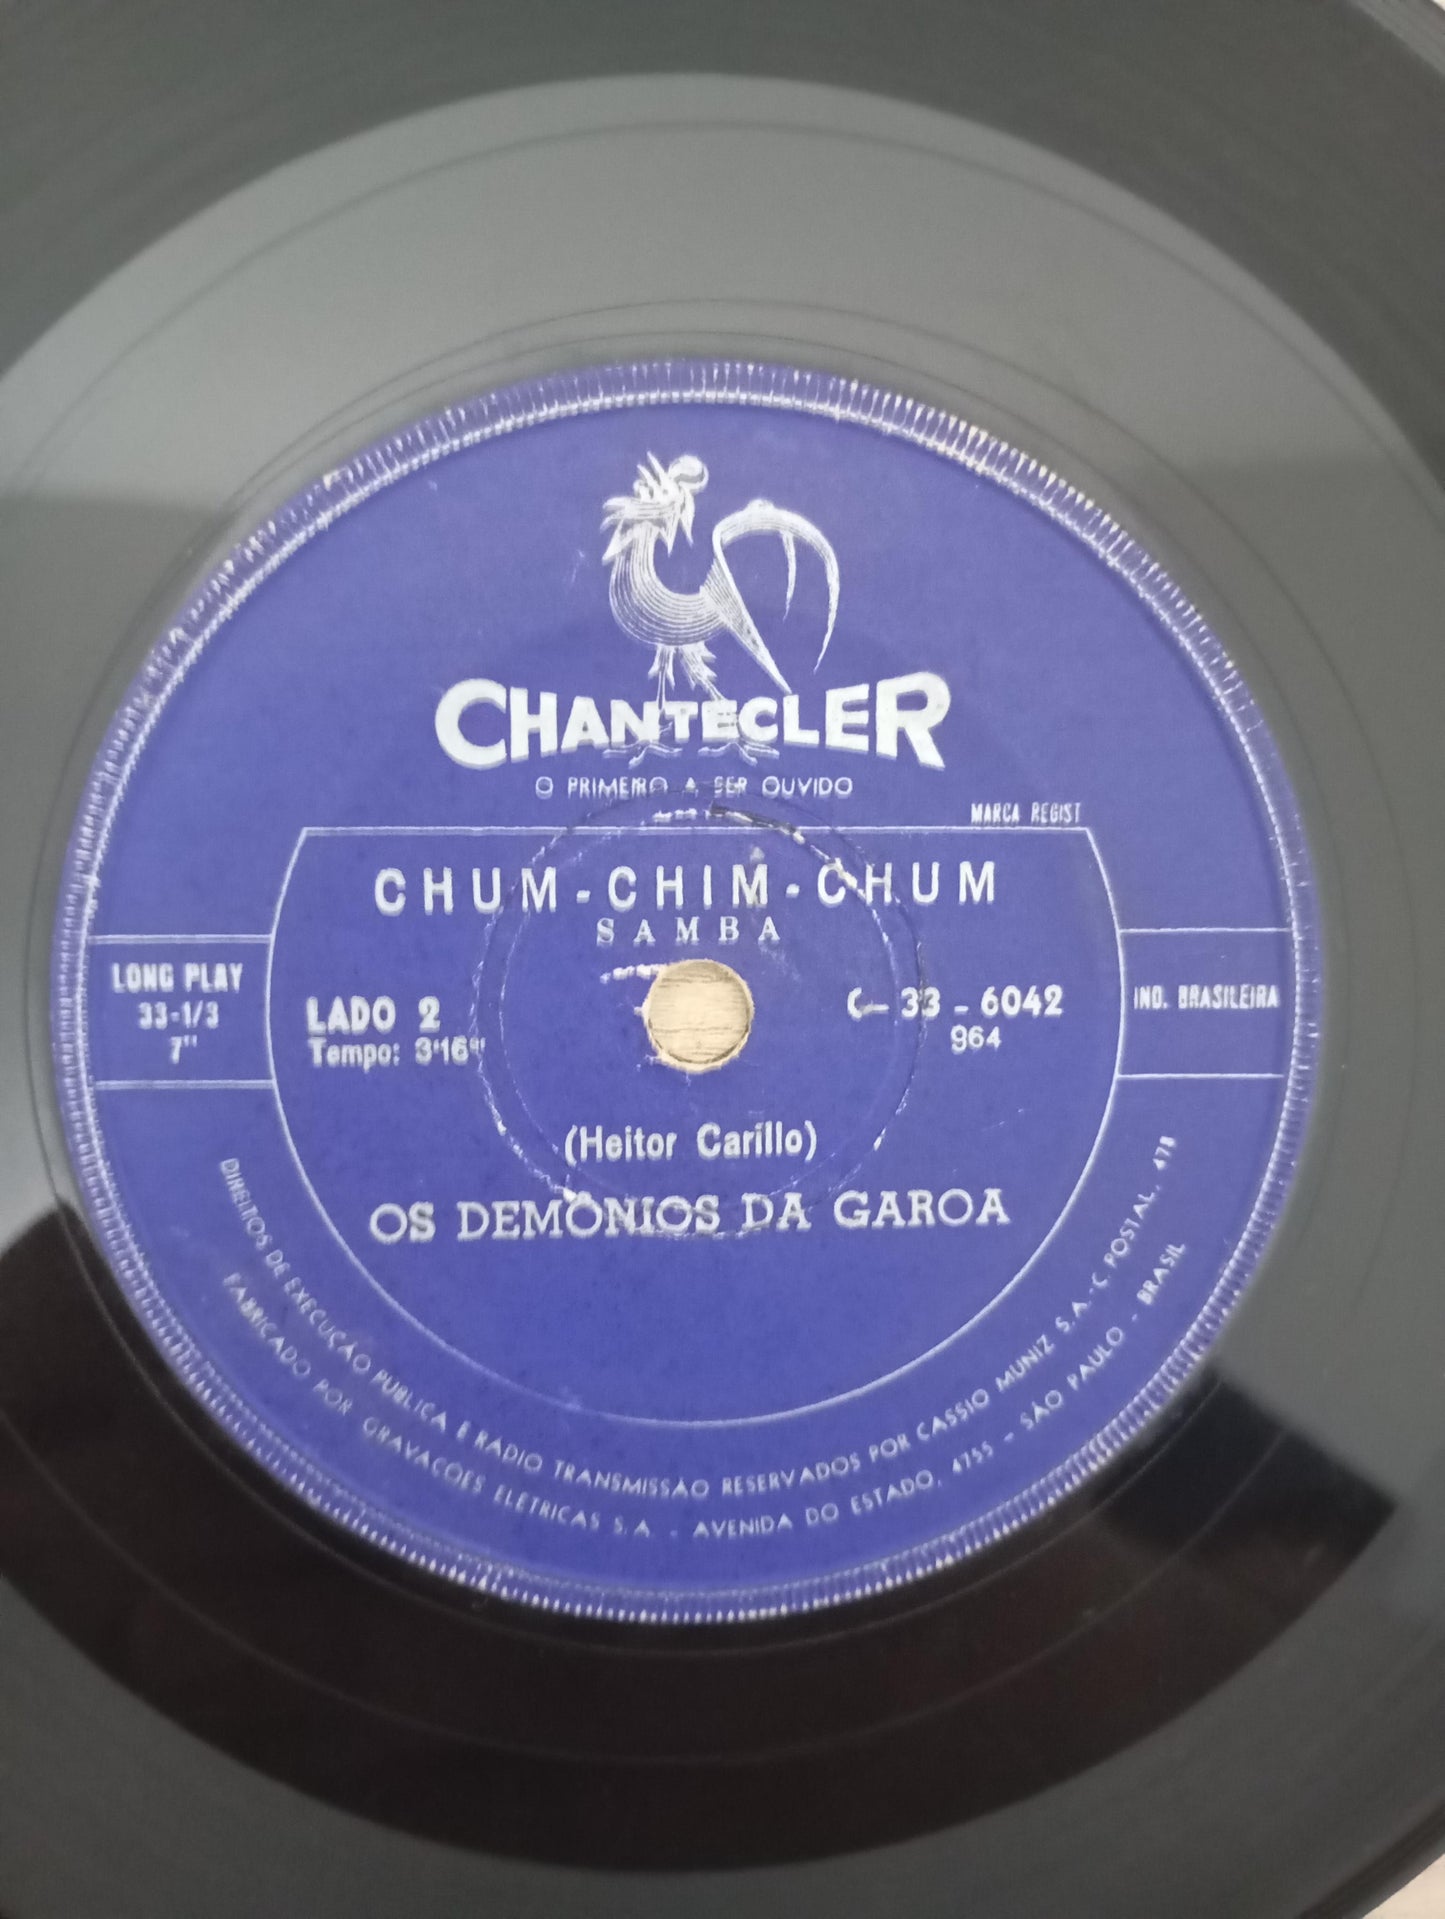 CHANTECLER
O PRIMEIRO A SER OUVIDO
MARCA REGIST
CHUM-CHIM-CHUM
SAMBA
LONG PLAY
33-1/3
7"
LADO 2
Tempo: 3'16"
C-33-6042
964
IND. BRASILEIRA
(Heitor Carillo)
OS DEMÔNIOS DA GAROA
DIREITOS DE EXECUÇÃO PÚBLICA E RADIO TRANSMISSÃO RESERVADOS POR CASSIO MUNIZ S.A.-C. POSTAL, 478
FABRICADO POR GRAVAÇÕES ELÉTRICAS S.A - AVENIDA DO ESTADO, 4755 - SÃO PAULO - BRASIL